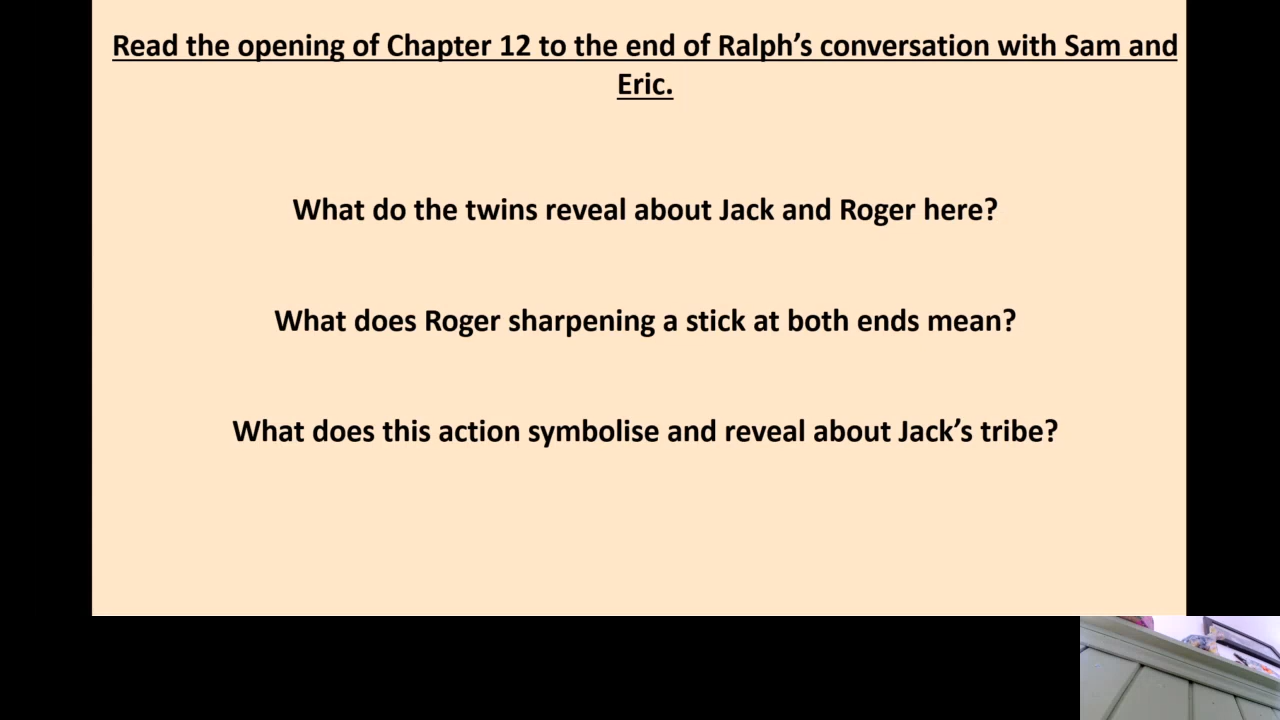 Read the opening of Chapter 12 to the end of Ralph’s conversation with Sam and
Eric.
What do the twins reveal about Jack and Roger here?
What does Roger sharpening a stick at both ends mean?
What does this action symbolise and reveal about Jack’s tribe?